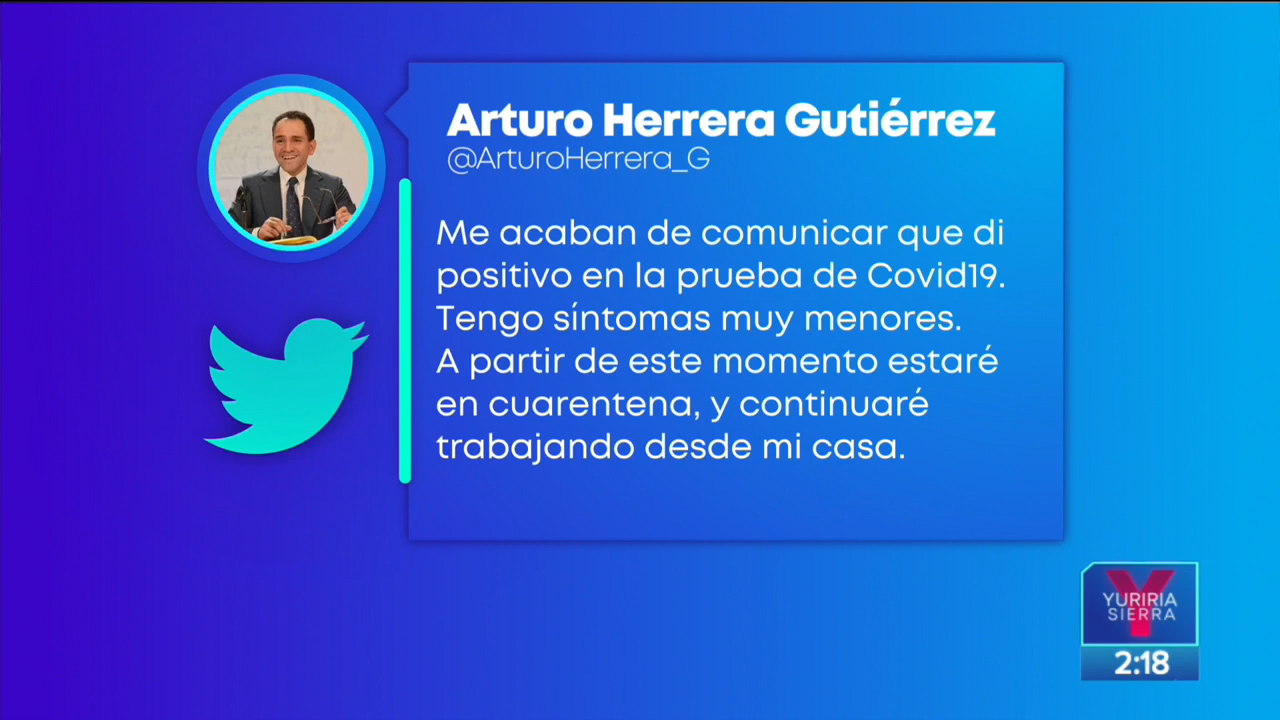 Arturo Herrera Gutiérrez
@ArturoHerrera_G
Me acaban de comunicar que di
positivo en la prueba de Covid19.
Tengo síntomas muy menores.
A partir de este momento estaré
en cuarentena, y continuaré
trabajando desde mi casa.
Y
YURIRIA
SIERRA
2:18